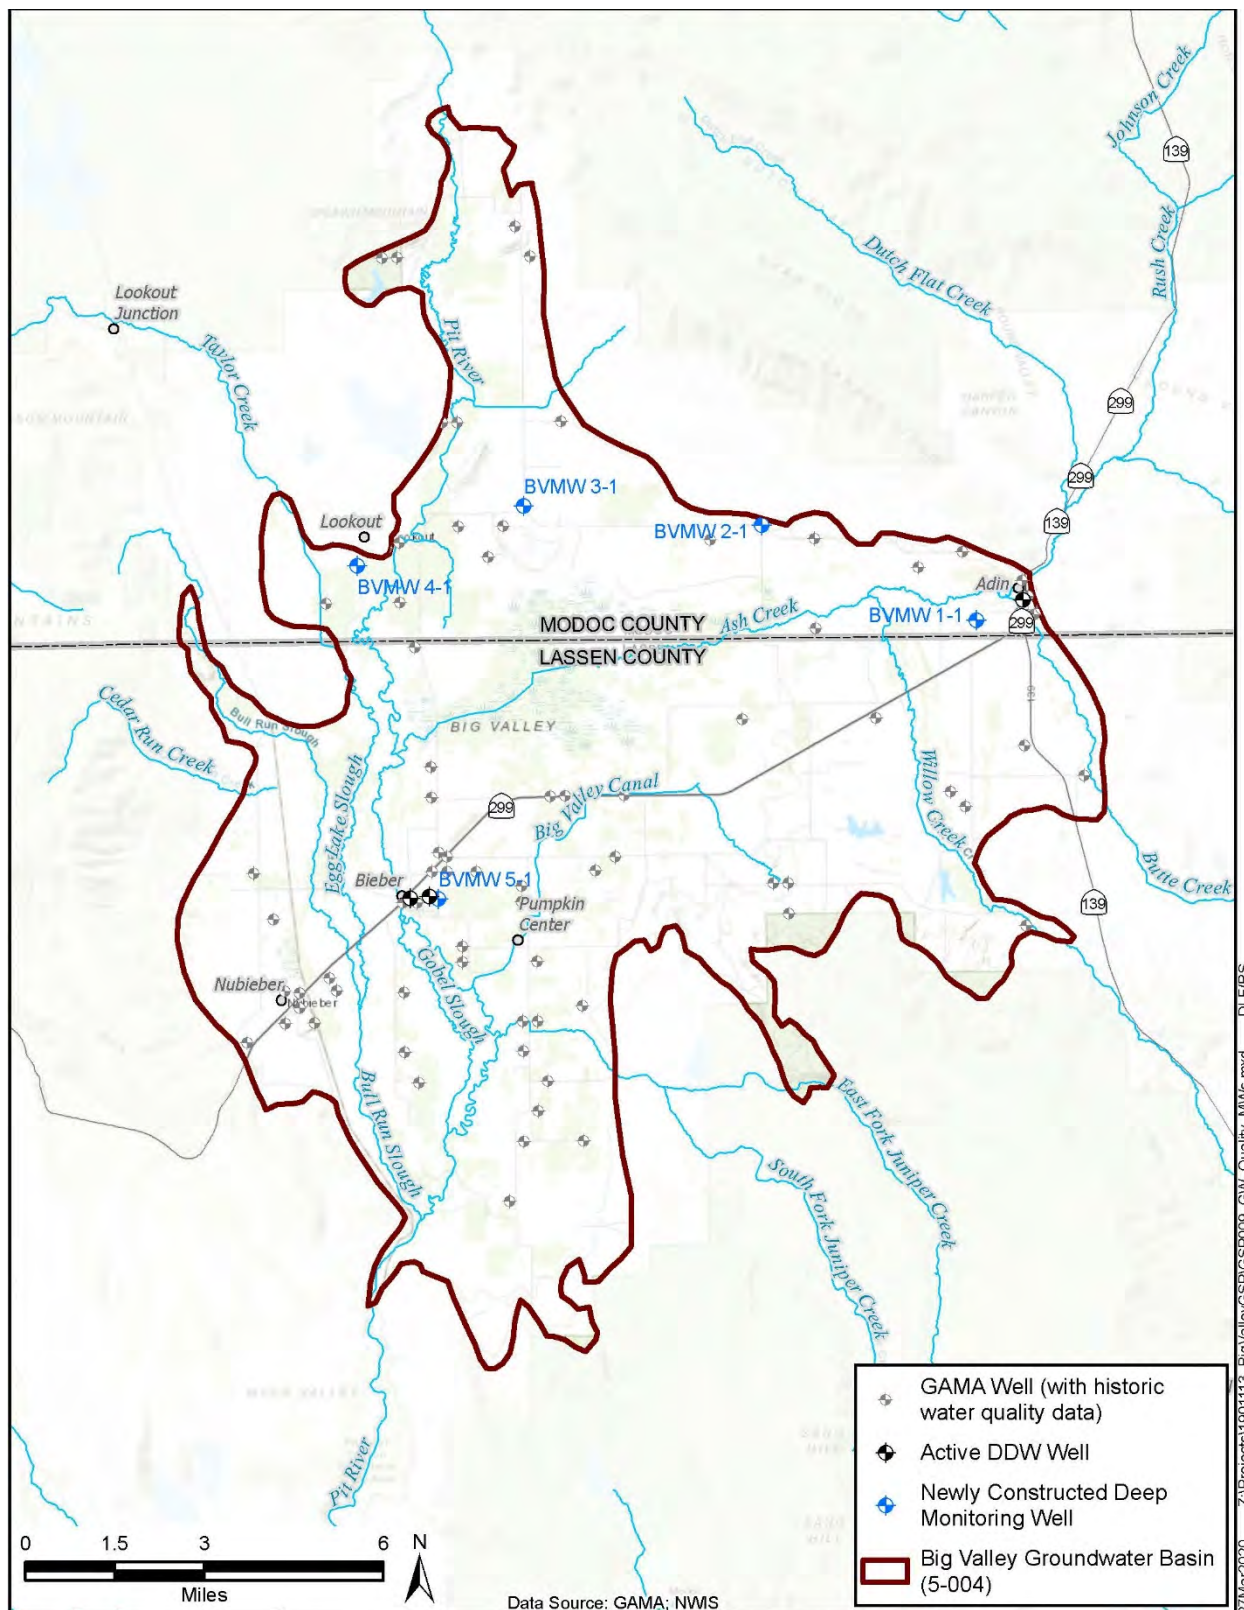 Johnson Creek
139
Dutch Flat Creek
Rush Creek
Lookout
Junction
Taylor Creek
Pit River
299
299
139
BVMW 3-1
BVMW 2-1
Lookout
BVMW 4-1
Adin
Ash Creek
BVMW 1-1
299
MODOC COUNTY
LASSEN COUNTY
139
Cedar Run Creek
Bull Run Slough
BIG VALLEY
Egg Lake Slough
Willow Creek
299
Big Valley Canal
Bieber
BVMW 5-1
Pumpkin
Center
Butte Creek
139
Gobel Slough
Nubieber
Nubieber
Bull Run Slough
East Fork Juniper Creek
South Fork Juniper Creek
Pit River
GAMA Well (with historic
water quality data)
Active DDW Well
Newly Constructed Deep
Monitoring Well
Big Valley Groundwater Basin
(5-004)
0 1.5 3 6
Miles
N
Data Source: GAMA; NWIS